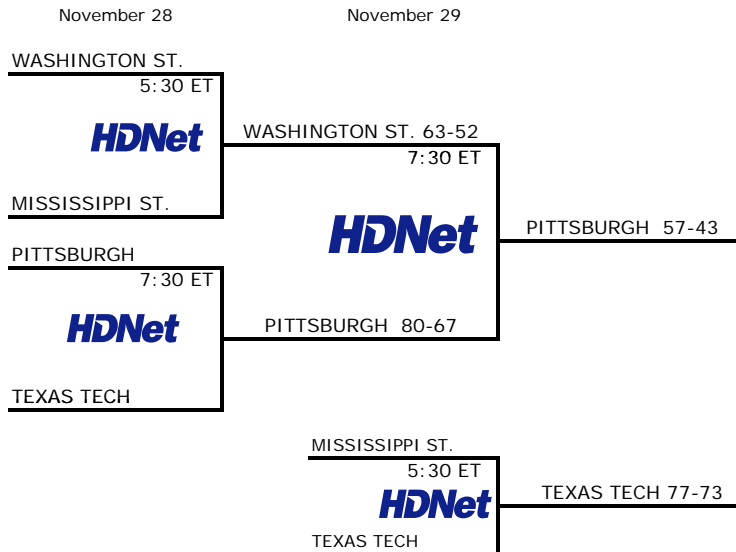 November 28
November 29
WASHINGTON ST.
5:30 ET
HDNet
WASHINGTON ST. 63-52
7:30 ET
MISSISSIPPI ST.
HDNet
PITTSBURGH  57-43
PITTSBURGH
7:30 ET
HDNet
PITTSBURGH  80-67
TEXAS TECH
MISSISSIPPI ST.
5:30 ET
HDNet
TEXAS TECH 77-73
TEXAS TECH